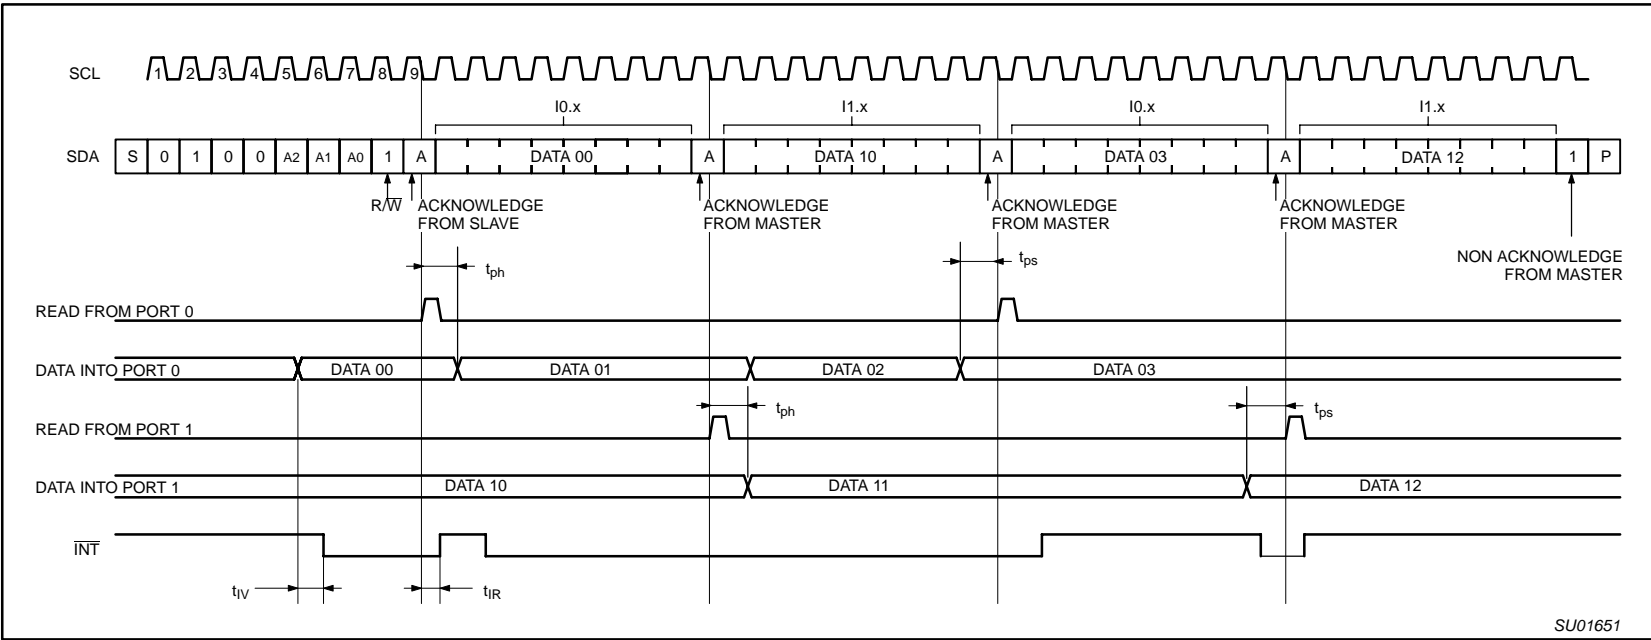 SCL 1 2 3 4 5 6 7 8 9
I0.x I1.x I0.x I1.x
SDA S 0 1 0 0 A2 A1 A0 1 A DATA 00 A DATA 10 A DATA 03 A DATA 12 1 P
R/W ACKNOWLEDGE ACKNOWLEDGE ACKNOWLEDGE ACKNOWLEDGE
FROM SLAVE FROM MASTER FROM MASTER FROM MASTER
NON ACKNOWLEDGE
FROM MASTER
tph tps
READ FROM PORT 0
DATA INTO PORT 0 DATA 00 DATA 01 DATA 02 DATA 03
tph tps
READ FROM PORT 1
DATA INTO PORT 1 DATA 10 DATA 11 DATA 12
INT
tIV tIR
SU01651